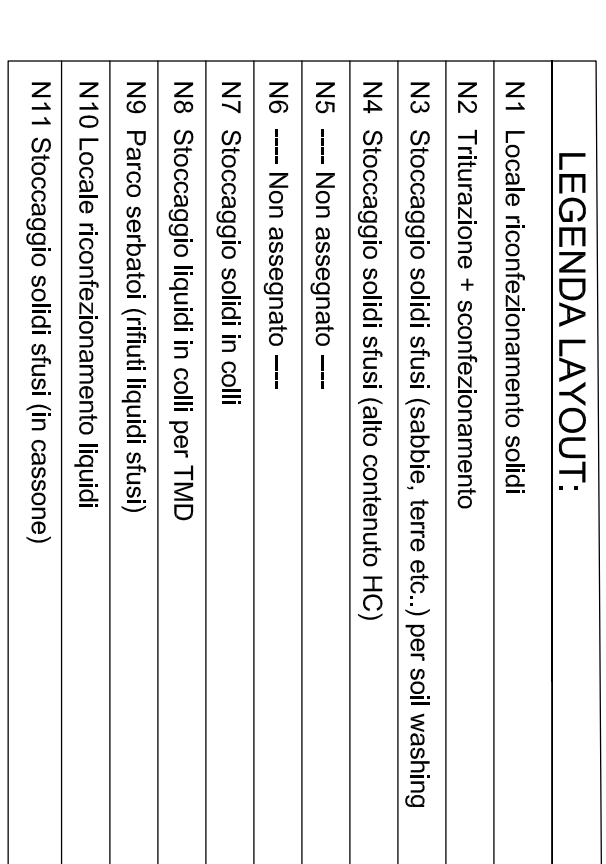 LEGENDA LAYOUT:
N1 Locale riconfezionamento solidi
N2 Triturazione + sconfezionamento
N3 Stoccaggio solidi sfusi (sabbie, terre etc..) per soil washing
N4 Stoccaggio solidi sfusi (alto contenuto HC)
N5 ---- Non assegnato ----
N6 ---- Non assegnato ----
N7 Stoccaggio solidi in colli
N8 Stoccaggio liquidi in colli per TMD
N9 Parco serbatoi (rifiuti liquidi sfusi)
N10 Locale riconfezionamento liquidi
N11 Stoccaggio solidi sfusi (in cassone)